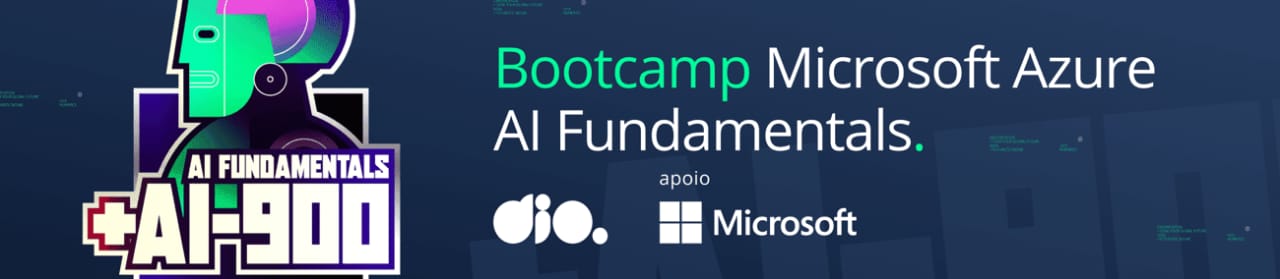 Bootcamp Microsoft Azure
AI Fundamentals.
apoio
dio.
Microsoft
AI FUNDAMENTALS
+AI-900